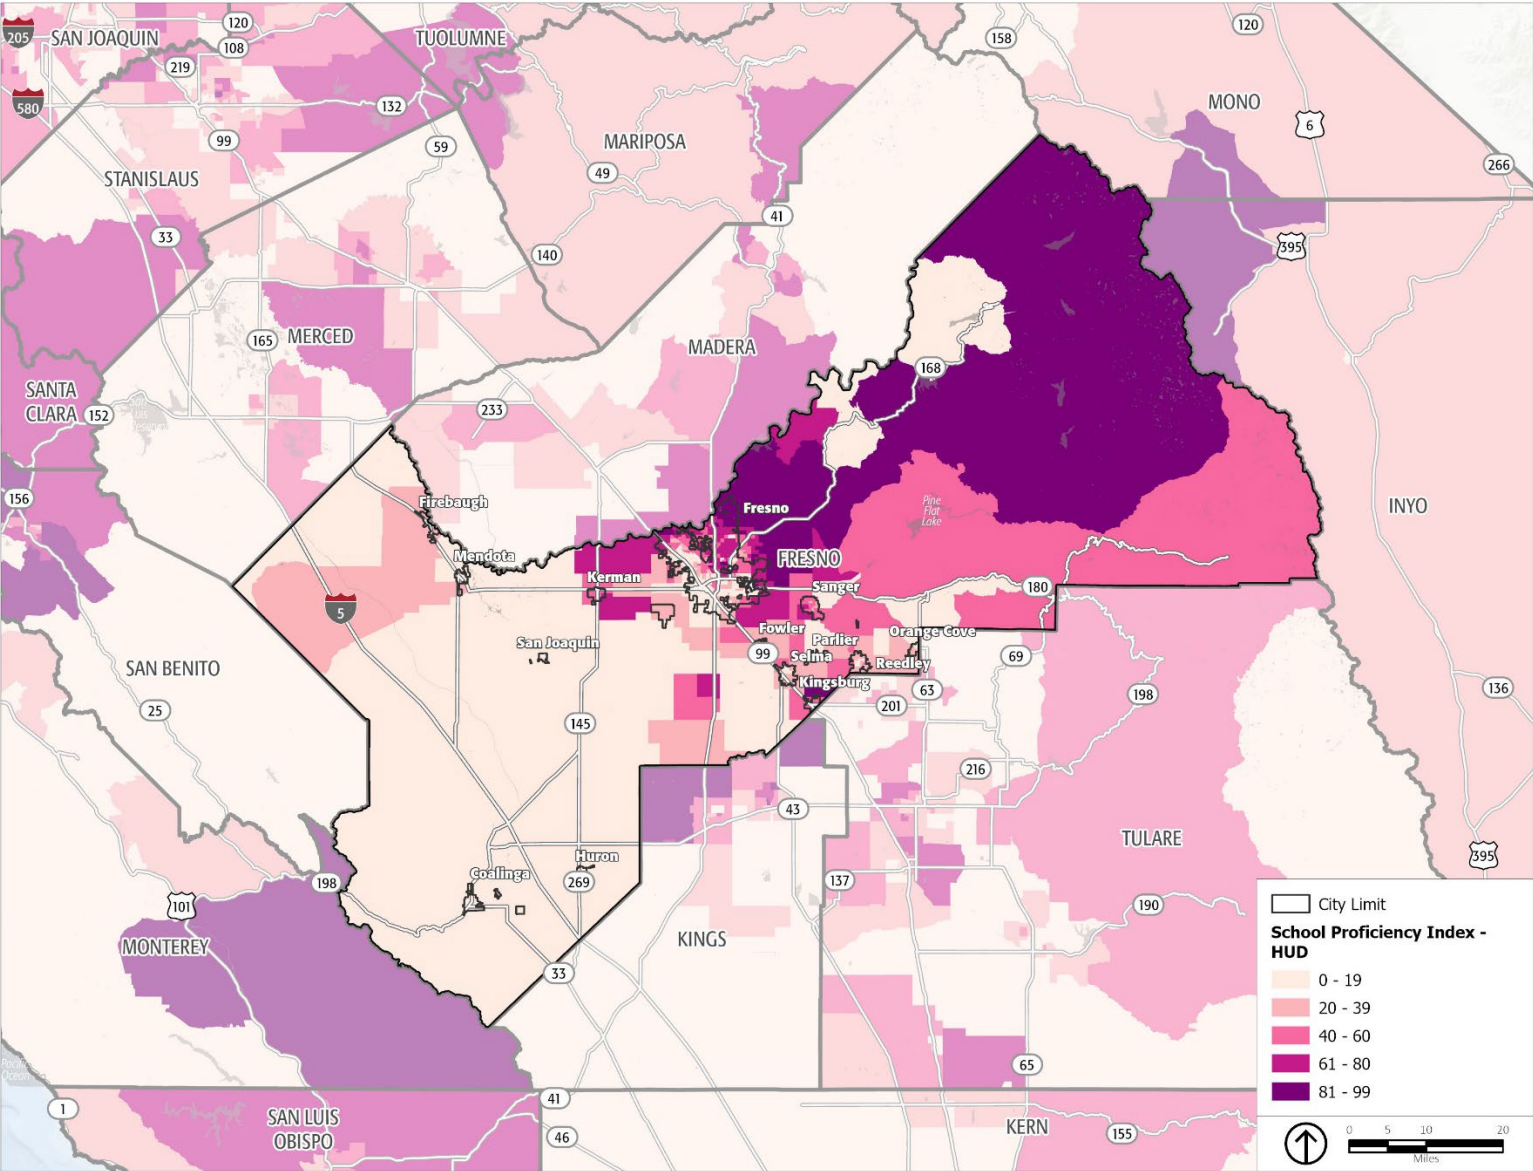 205
SAN JOAQUIN
120
108
TUOLUMNE
158
120
219
580
132
MONO
6
99
59
MARIPOSA
49
266
STANISLAUS
41
33
140
395
165
MERCED
MADERA
168
SANTA
CLARA
152
233
156
Firebaugh
Fresno
Pine
Flat
Lake
INYO
Mendota
FRESNO
Kerman
Sanger
180
5
Fowler
Parlier
Orange Cove
San Joaquin
99
Selma
Reedley
69
SAN BENITO
Kingsburg
63
198
136
25
201
145
216
43
TULARE
Huron
395
Coalinga
198
269
137
101
190
MONTEREY
KINGS
33
Pacific
Ocean
65
1
41
SAN LUIS
OBISPO
46
KERN
155
City Limit
School Proficiency Index -
HUD
0 - 19
20 - 39
40 - 60
61 - 80
81 - 99
0 5 10 20
Miles